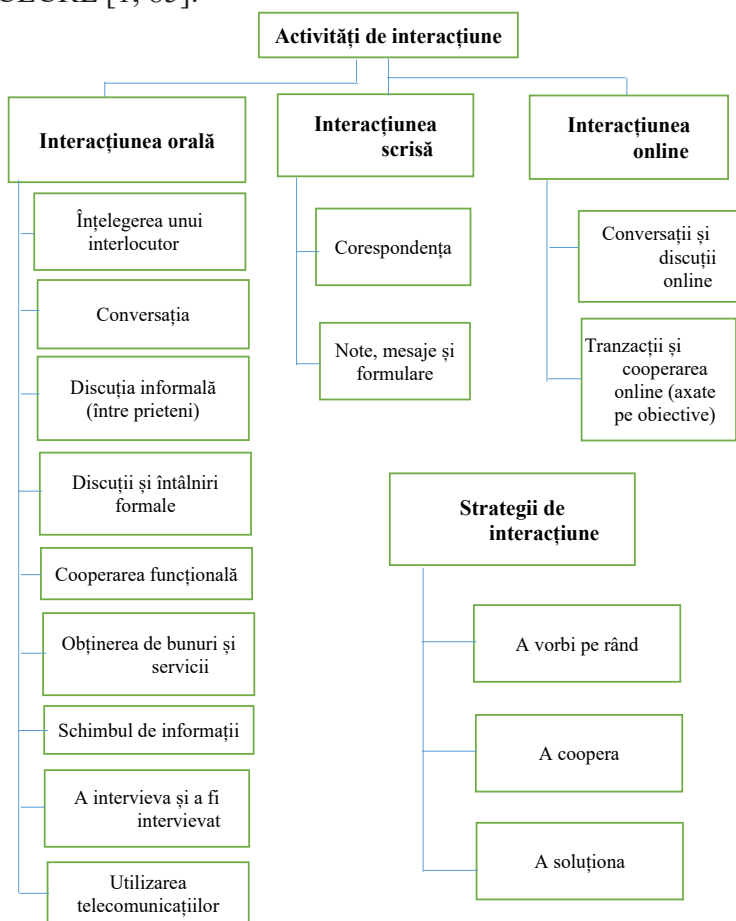 CECRL [1, 83].
Activități de interacțiune
Interacțiunea orală
Înțelegerea unui
interlocutor
Conversația
Discuția informală
(între prieteni)
Discuții și întâlniri
formale
Cooperarea funcțională
Obținerea de bunuri și
servicii
Schimbul de informații
A intervieva și a fi
intervievat
Utilizarea
telecomunicațiilor
Interacțiunea
scrisă
Corespondența
Note, mesaje și
formulare
Interacțiunea
online
Conversații și
discuții
online
Tranzacții și
cooperarea
online (axate
pe obiective)
Strategii de
interacțiune
A vorbi pe rând
A coopera
A soluționa